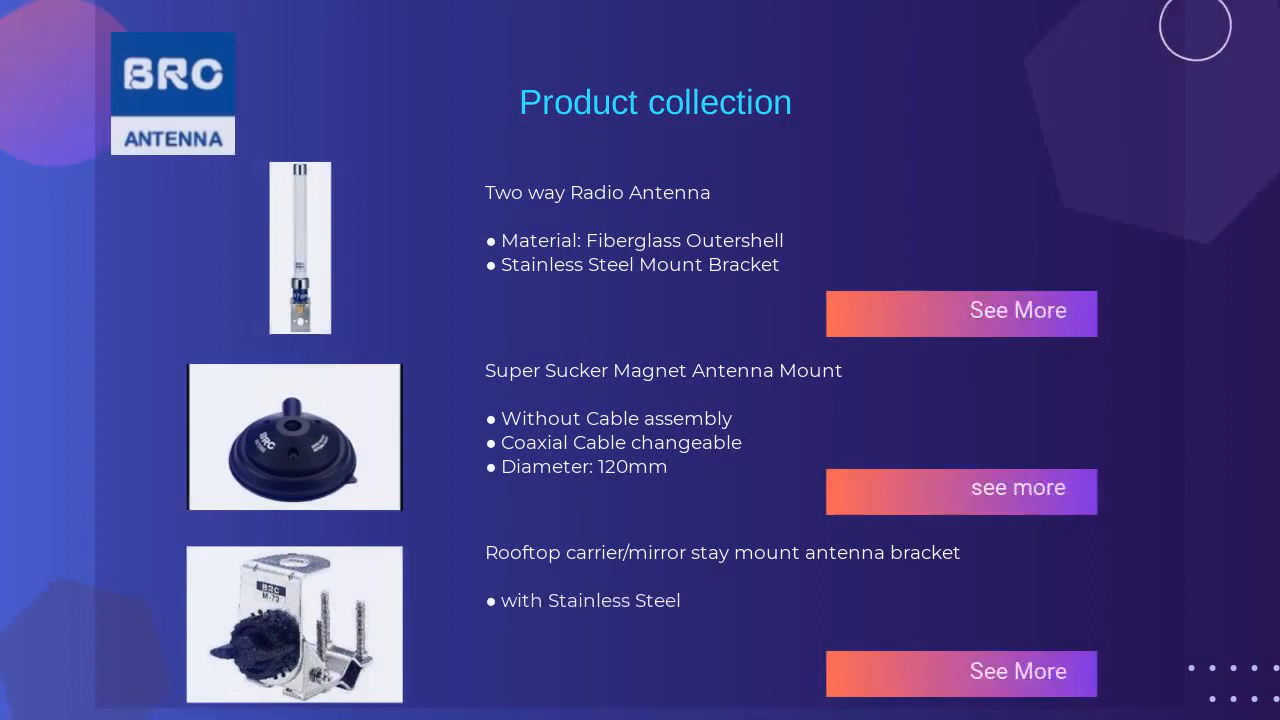 BRC
ANTENNA
Product collection
Two way Radio Antenna
● Material: Fiberglass Outershell
● Stainless Steel Mount Bracket
See More
Super Sucker Magnet Antenna Mount
● Without Cable assembly
● Coaxial Cable changeable
● Diameter: 120mm
see more
BRC
Rooftop carrier/mirror stay mount antenna bracket
● with Stainless Steel
BRC
See More